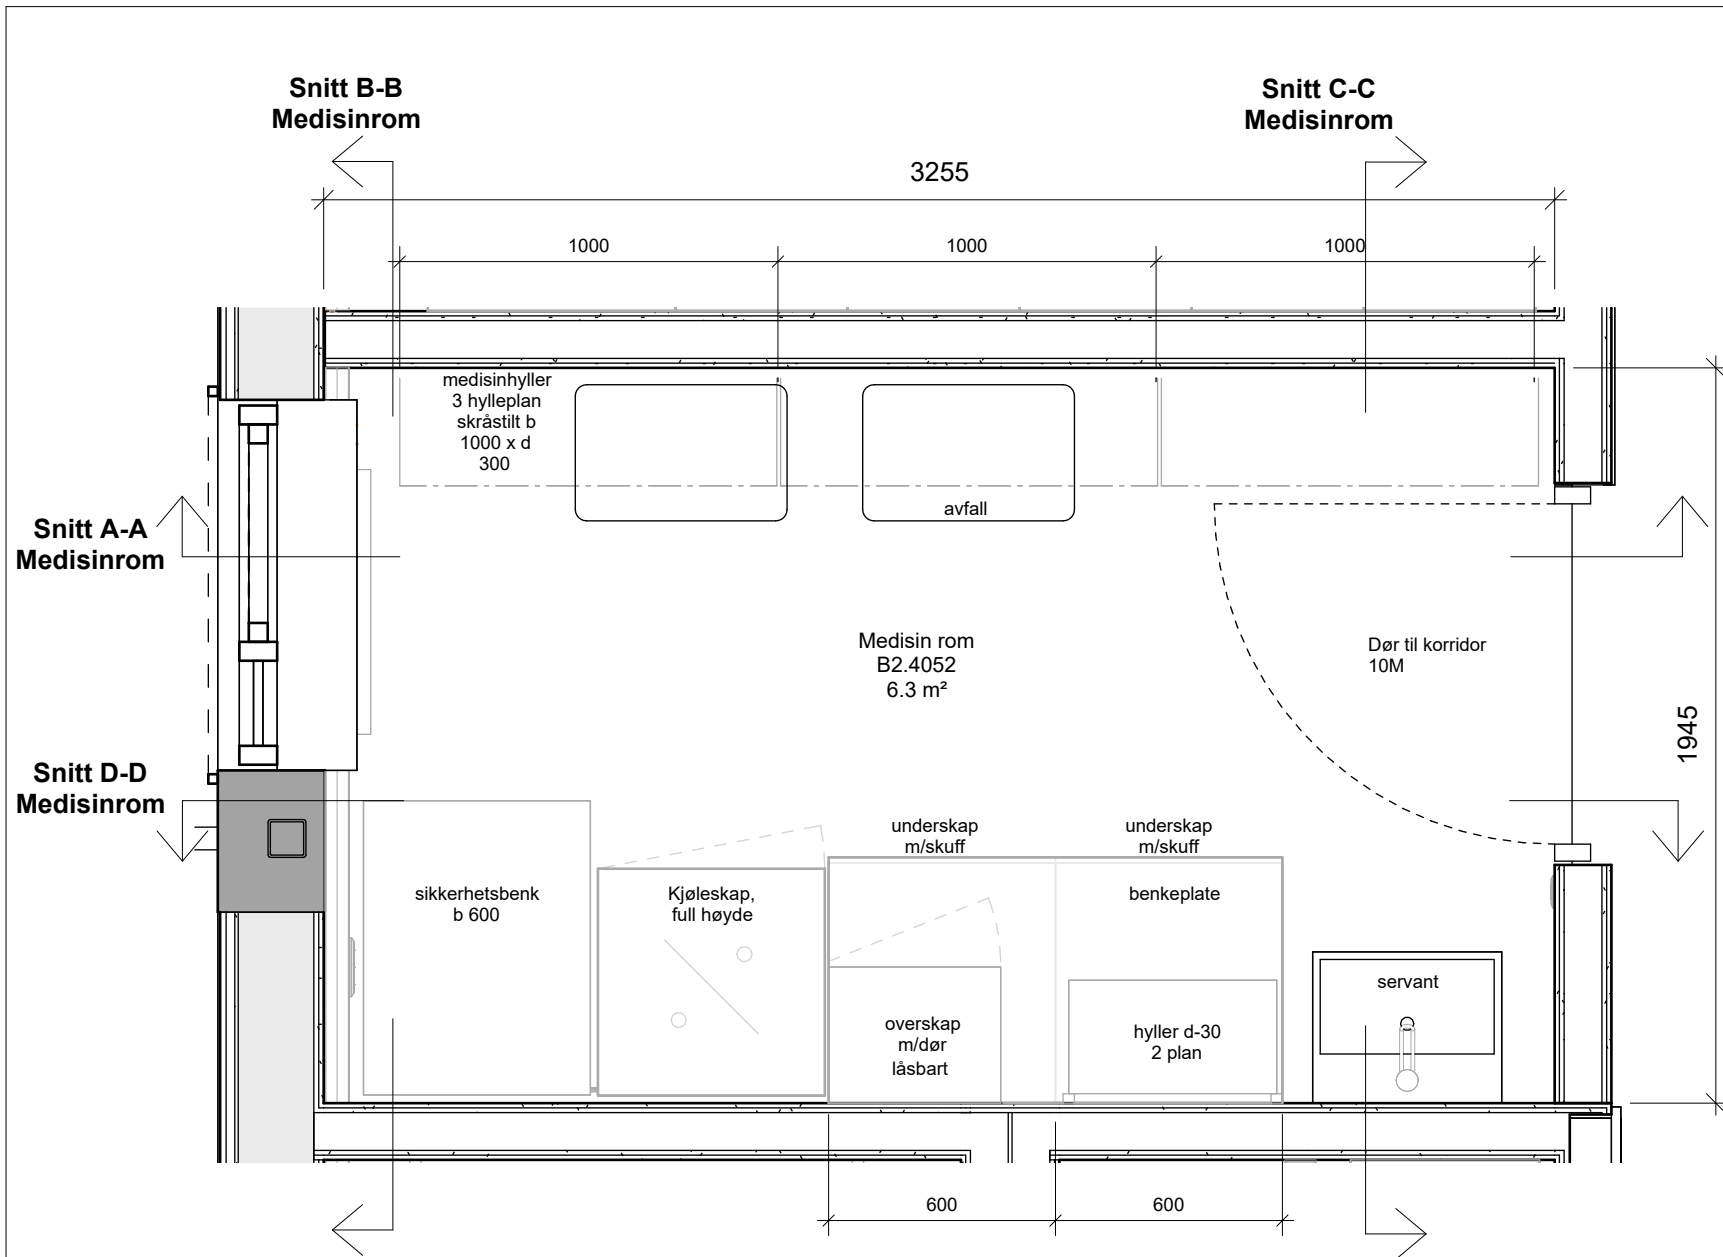 Snitt B-B
Medisinrom
Snitt C-C
Medisinrom
3255
1000
1000
1000
medisinhyller
3 hylleplan
skråstilt b
1000 x d
300
avfall
Snitt A-A
Medisinrom
Medisin rom
B2.4052
6.3 m²
Dør til korridor
10M
1945
Snitt D-D
Medisinrom
underskap
m/skuff
underskap
m/skuff
sikkerhetsbenk
b 600
Kjøleskap,
full høyde
benkeplate
servant
overskap
m/dør
låsbart
hyller d-30
2 plan
600
600